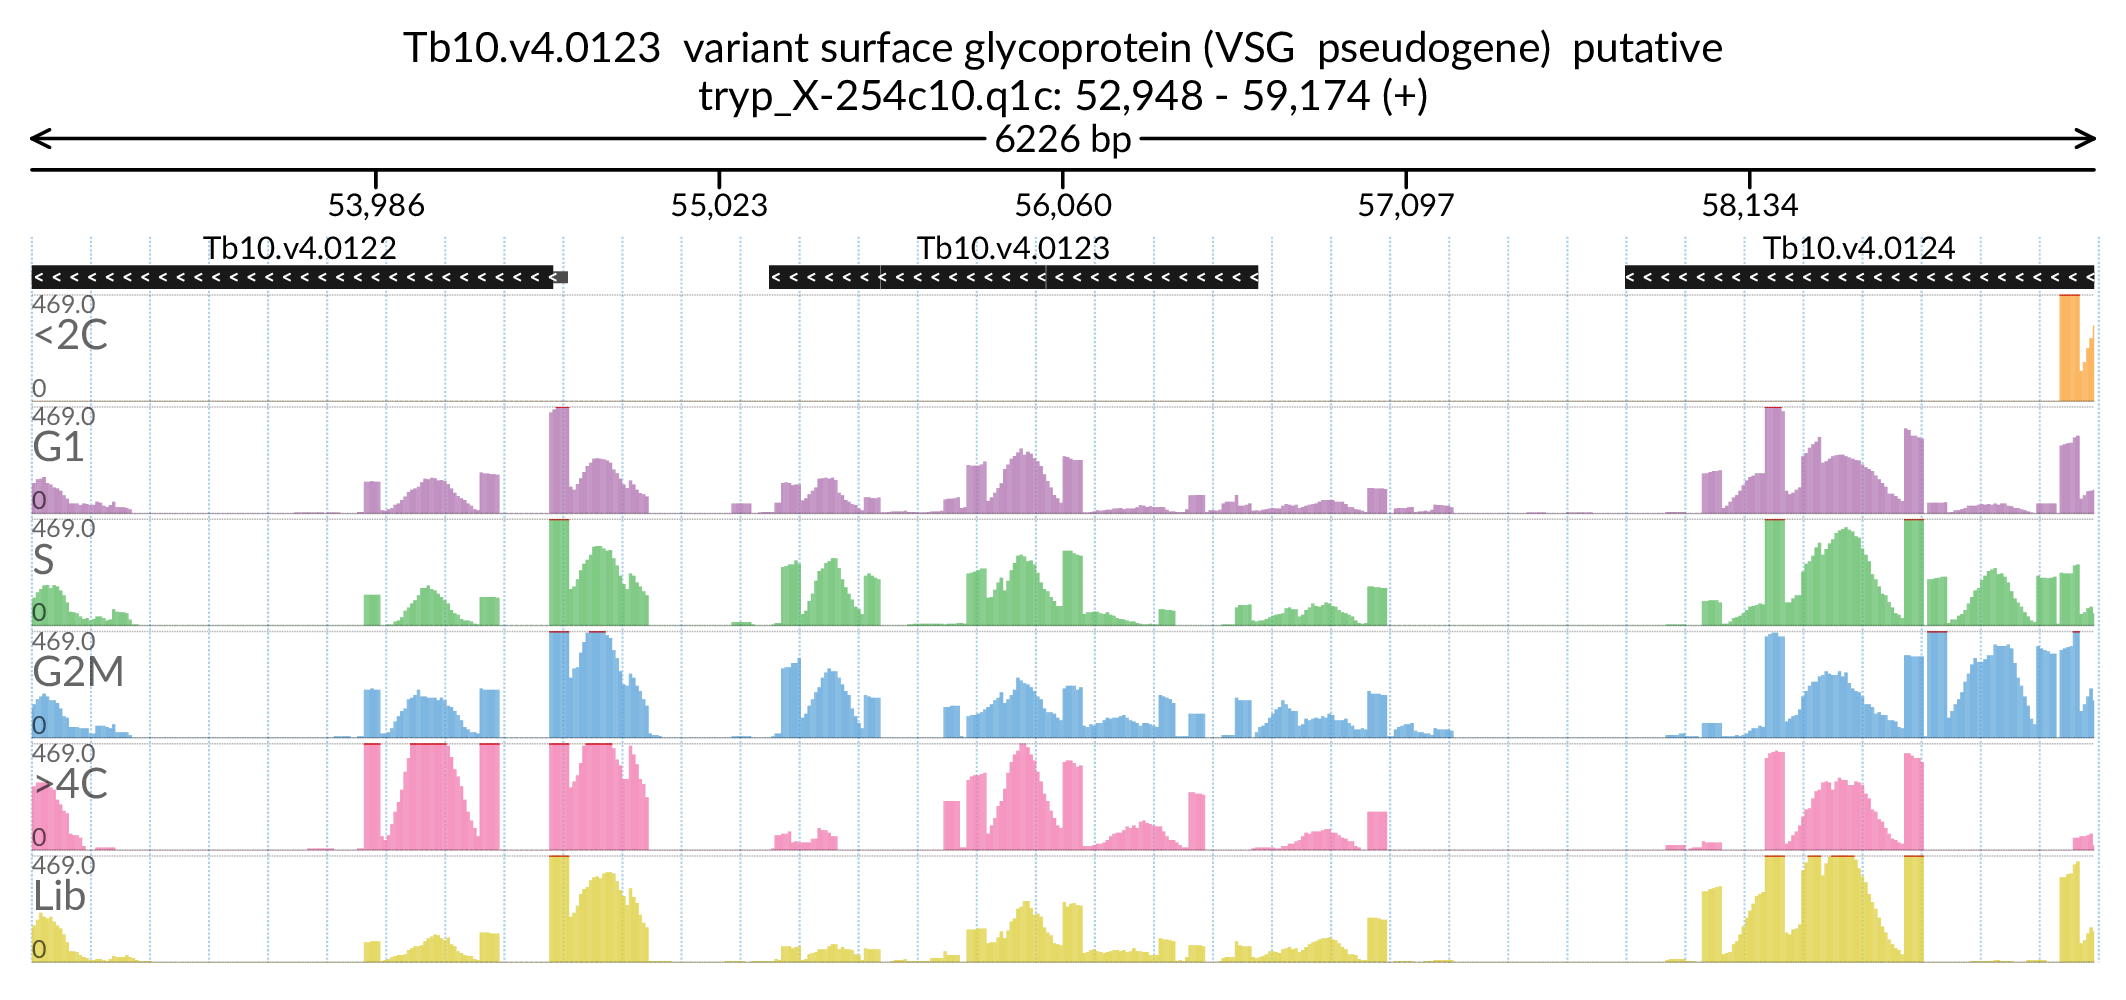 Tb10.v4.0123  variant surface glycoprotein (VSG  pseudogene)  putative
tryp_X-254c10.q1c: 52,948 - 59,174 (+)
6226 bp
53,986 55,023 56,060 57,097 58,134
Tb10.v4.0122 Tb10.v4.0123 Tb10.v4.0124
469.0
<2C
0
469.0
G1
0
469.0
S
0
469.0
G2M
0
469.0
>4C
0
469.0
Lib
0